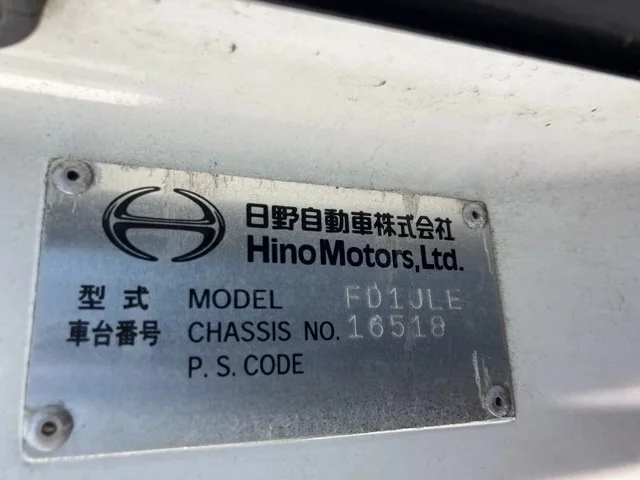 日野自動車株式会社
Hino Motors, Ltd.
型式 MODEL FD1JLE
車台番号 CHASSIS NO. 16518
P. S. CODE